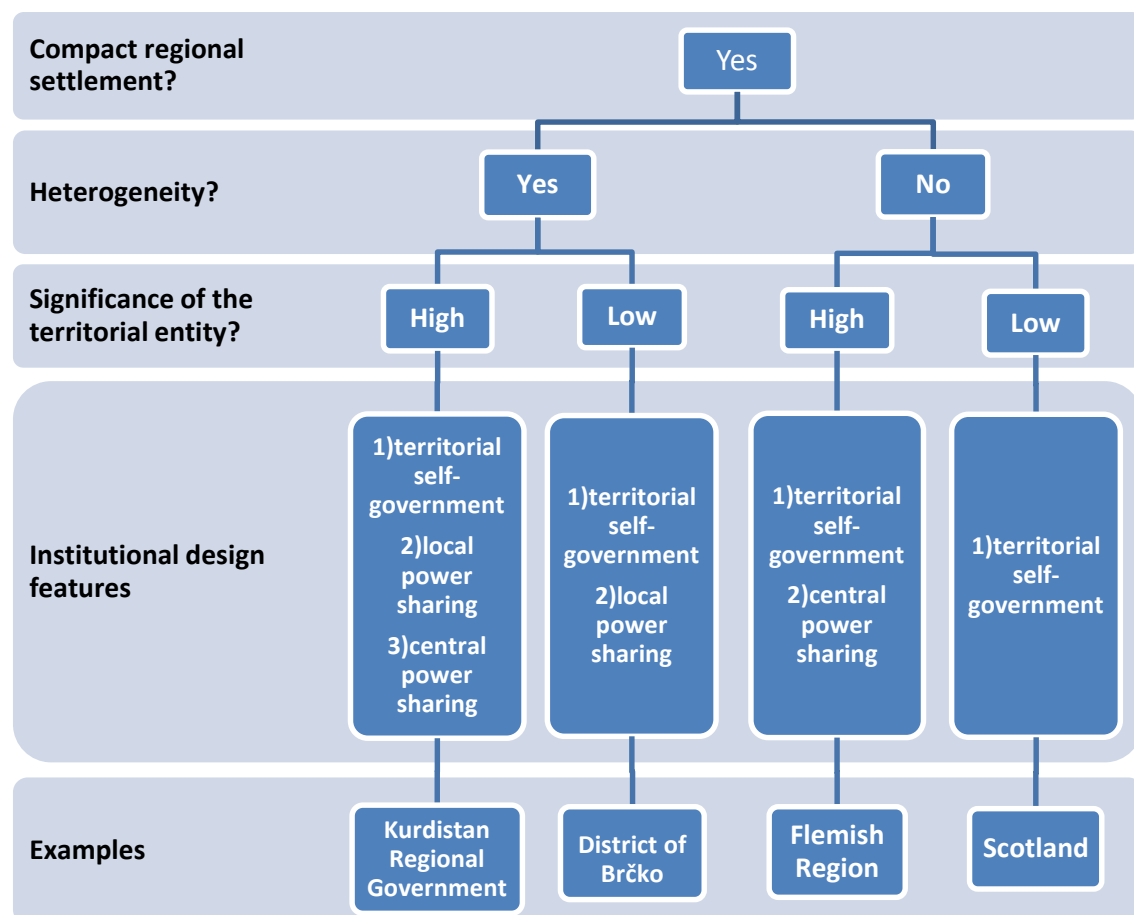 Compact regional
settlement?
Yes
Heterogeneity?
Yes
No
Significance of the
territorial entity?
High
Low
High
Low
Institutional design
features
1)territorial
self-
government
2)local
power
sharing
3)central
power
sharing
1)territorial
self-
government
2)local
power
sharing
1)territorial
self-
government
2)central
power
sharing
1)territorial
self-
government
Examples
Kurdistan
Regional
Government
District of
Brčko
Flemish
Region
Scotland